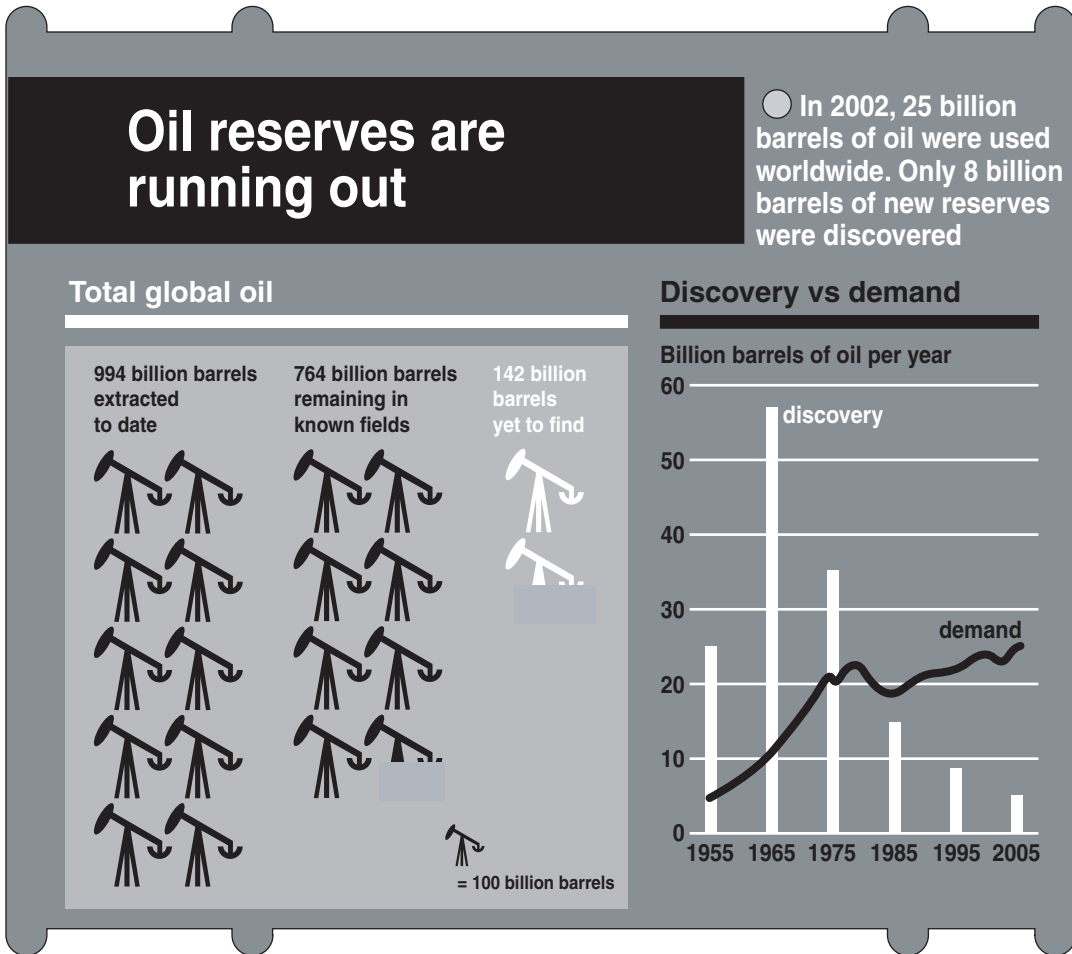 Oil reserves are
running out
In 2002, 25 billion
barrels of oil were used
worldwide. Only 8 billion
barrels of new reserves
were discovered
Total global oil
994 billion barrels
extracted
to date
764 billion barrels
remaining in
known fields
142 billion
barrels
yet to find
= 100 billion barrels
Discovery vs demand
Billion barrels of oil per year
60
discovery
50
40
30
demand
20
10
0
1955 1965 1975 1985 1995 2005